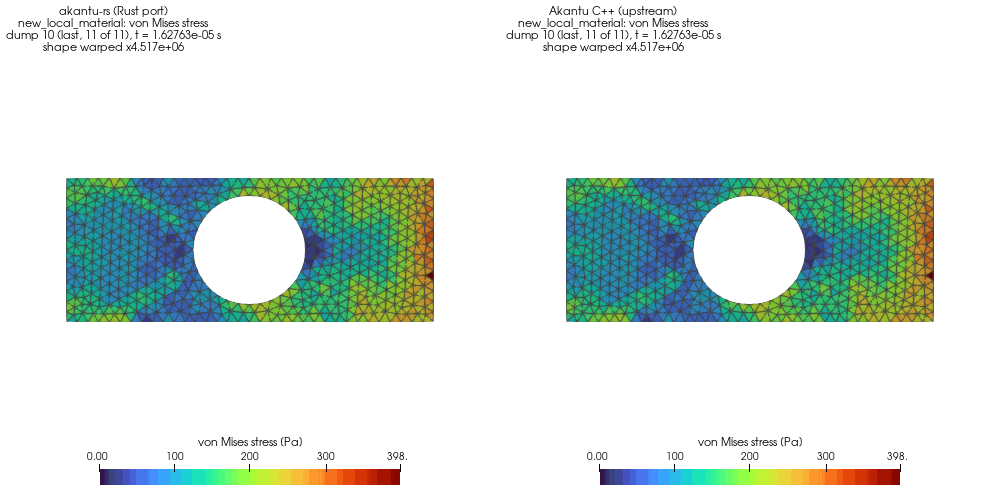 akantu-rs (Rust port)
new_local_material: von Mises stress
dump 10 (last, 11 of 11), t = 1.62763e-05 s
shape warped x4.517e+06
Akantu C++ (upstream)
new_local_material: von Mises stress
dump 10 (last, 11 of 11), t = 1.62763e-05 s
shape warped x4.517e+06
von Mises stress (Pa)
0.00 100 200 300 398.
von Mises stress (Pa)
0.00 100 200 300 398.